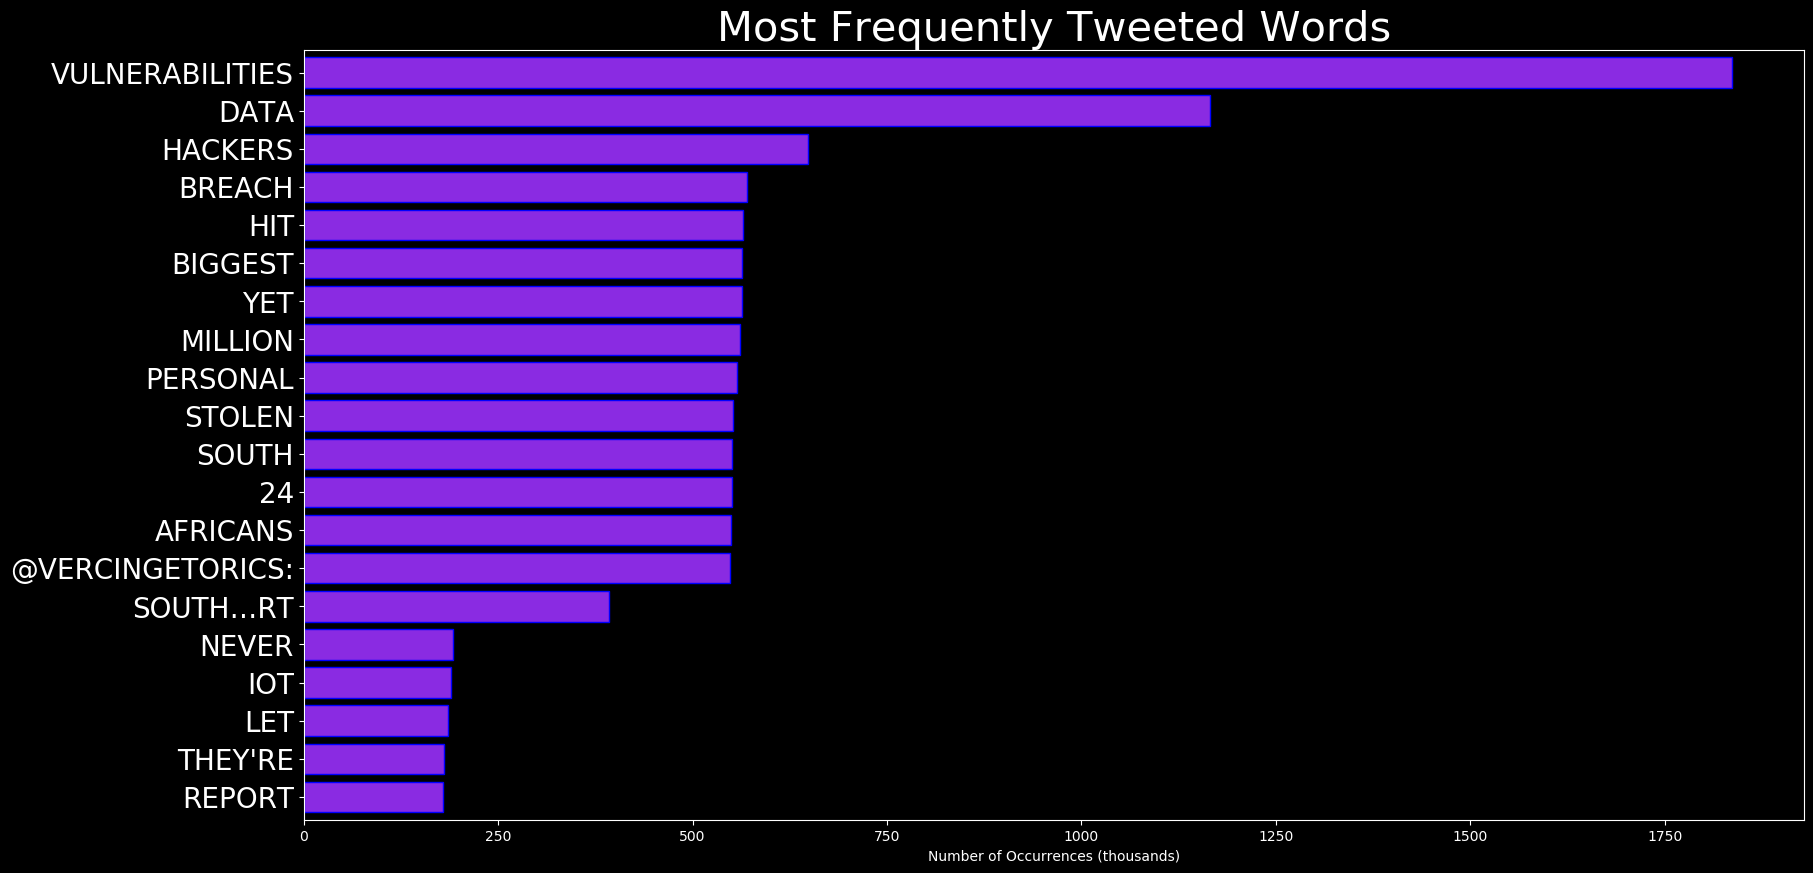 Most Frequently Tweeted Words
VULNERABILITIES
DATA
HACKERS
BREACH
HIT
BIGGEST
YET
MILLION
PERSONAL
STOLEN
SOUTH
24
AFRICANS
@VERCINGETORICS:
SOUTH...RT
NEVER
IOT
LET
THEY'RE
REPORT
0 250 500 750 1000 1250 1500 1750
Number of Occurrences (thousands)